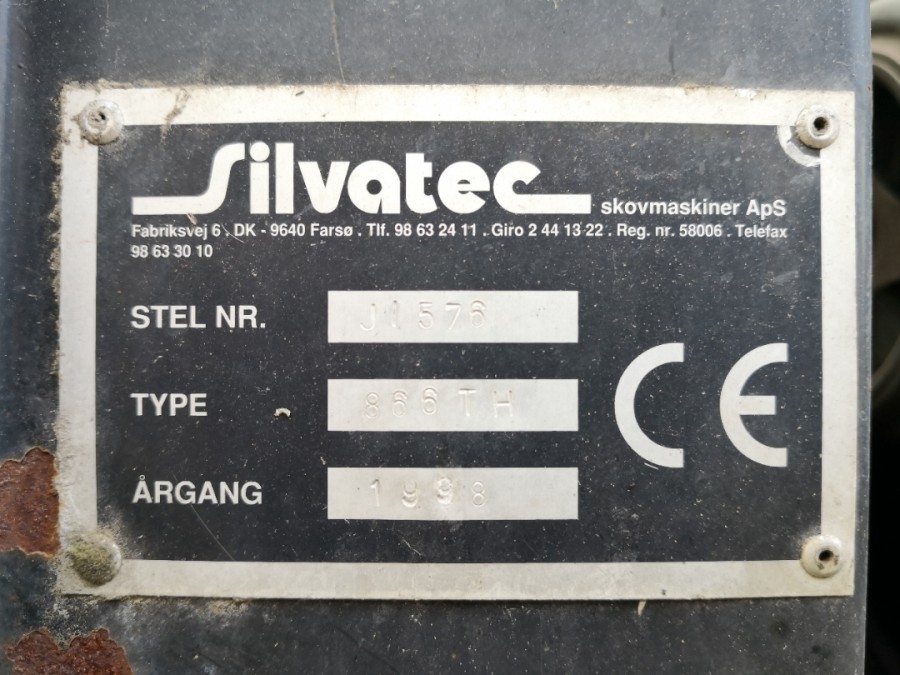 Silvatec
skovmaskiner ApS
Fabriksvej 6 . DK - 9640 Farsø . Tlf. 98 63 24 11 . Giro 2 44 13 22 . Reg. nr. 58006 . Telefax
98 63 30 10
STEL NR. J1576
TYPE 866TH
ÅRGANG 1998
CE